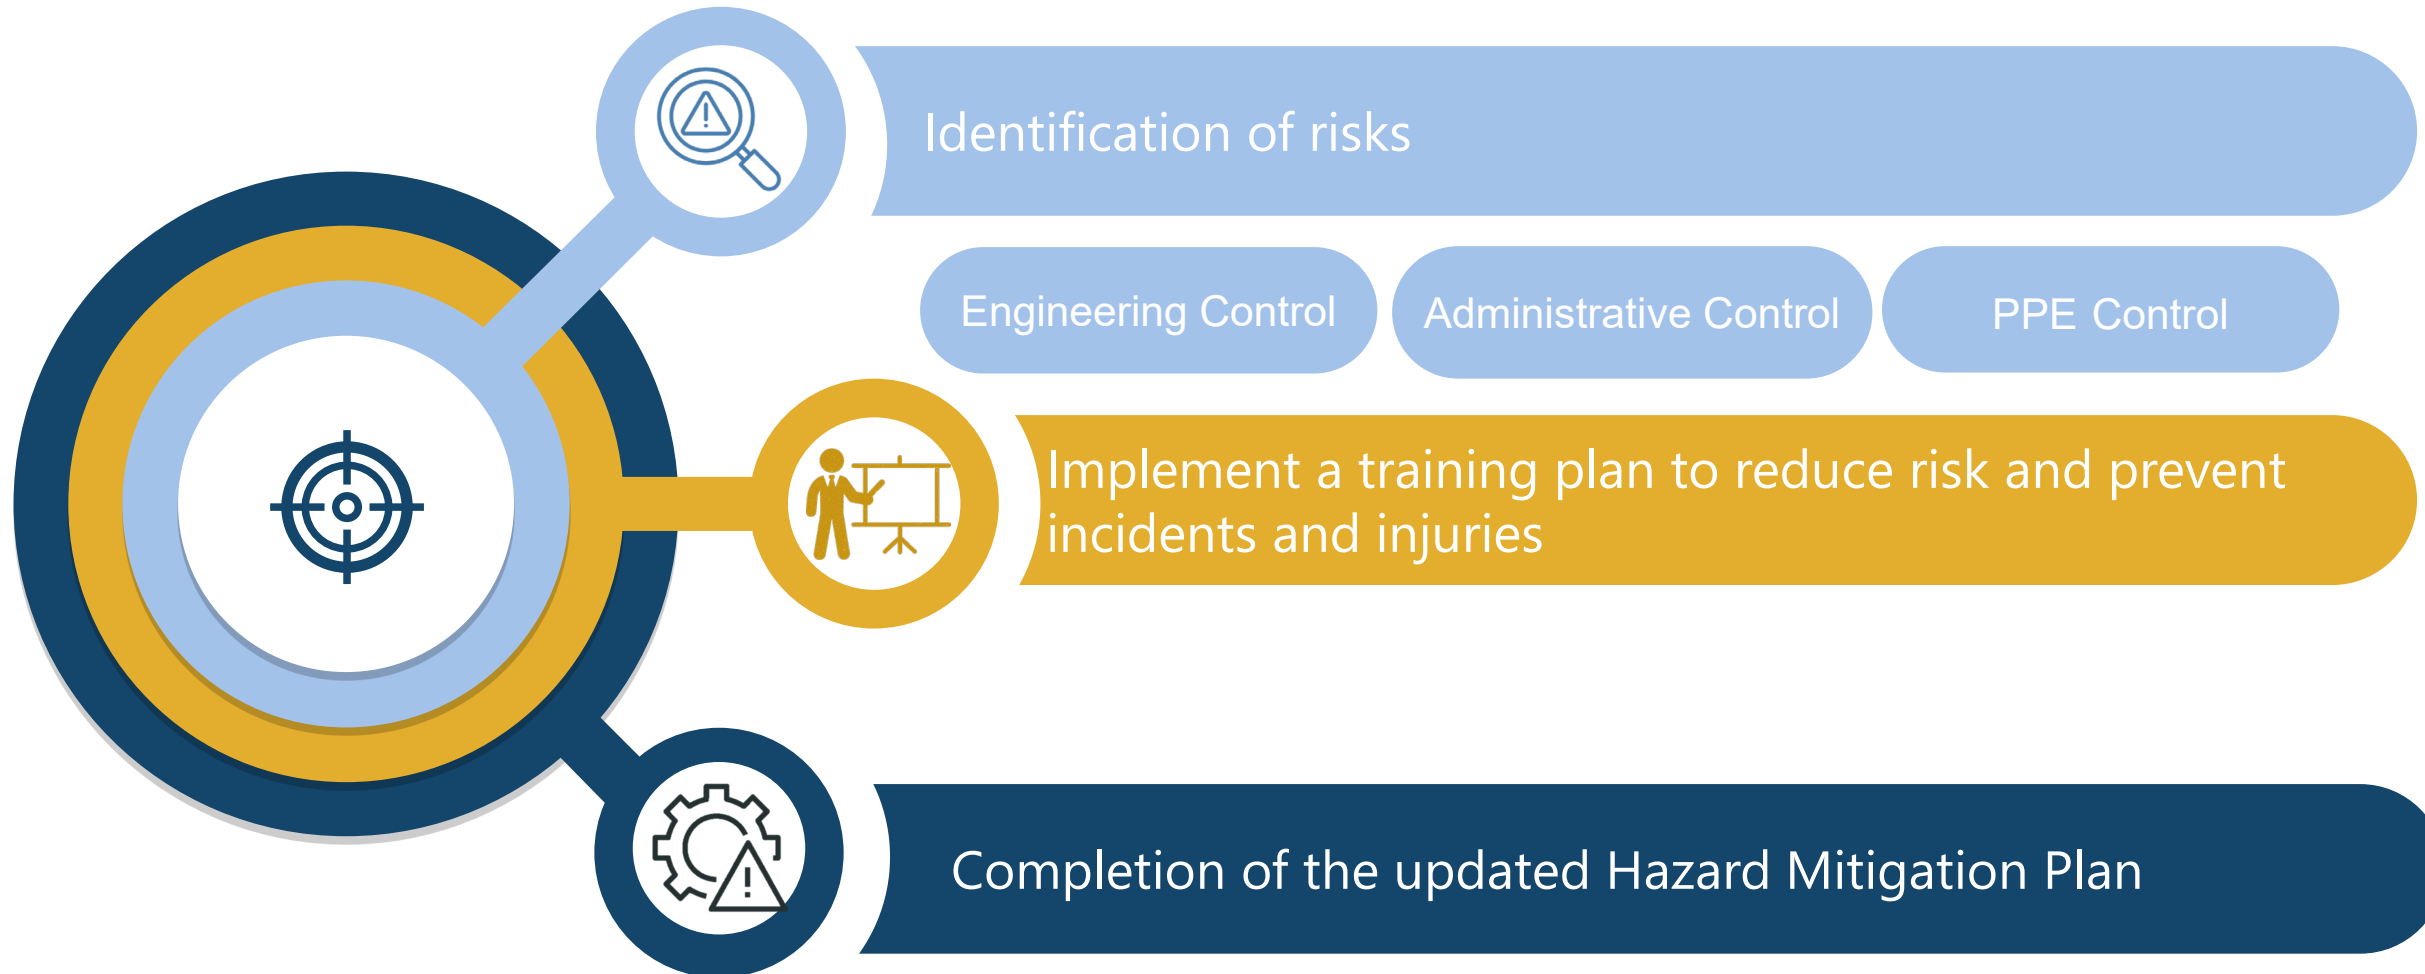 Identification of risks
Engineering Control
Administrative Control
PPE Control
Implement a training plan to reduce risk and prevent
incidents and injuries
Completion of the updated Hazard Mitigation Plan